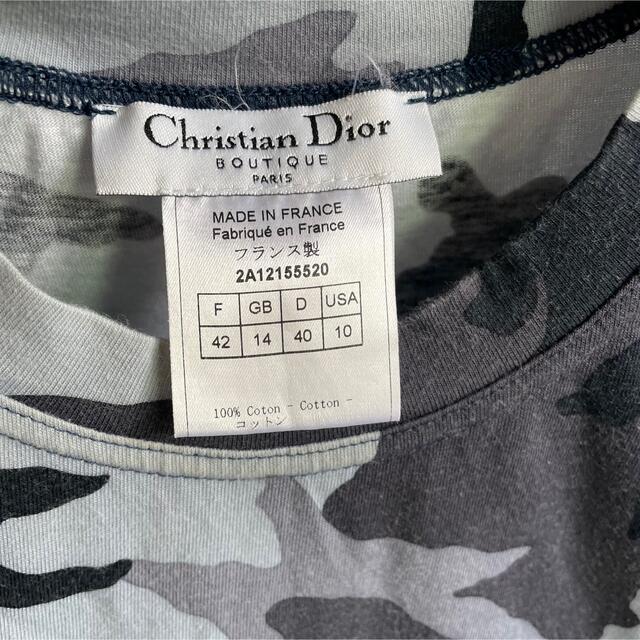 Christian Dior
BOUTIQUE
PARIS
MADE IN FRANCE
Fabriqué en France
フランス製
2A12155520
F GB D USA
42 14 40 10
100% Coton - Cotton -
コットン